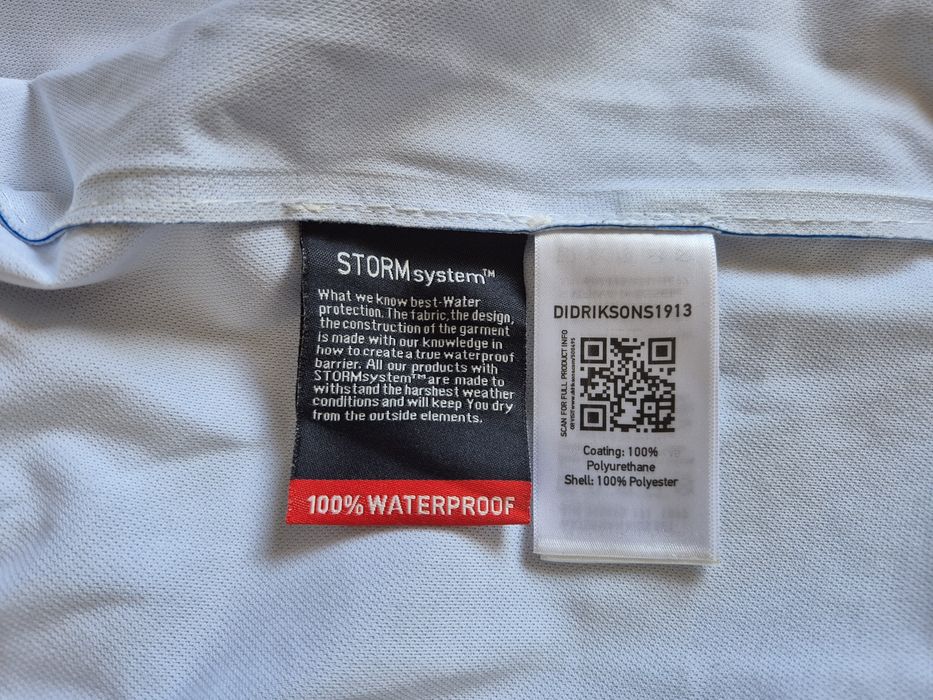 STORMsystem™
What we know best-Water
protection. The fabric, the design,
the construction of the garment
is made with our knowledge in
how to create a true waterproof
barrier. All our products with
STORMsystem™ are made to
withstand the harshest weather
conditions and will keep You dry
from the outside elements.
100% WATERPROOF
DIDRIKSONS1913
SCAN FOR FULL PRODUCT INFO
Coating: 100%
Polyurethane
Shell: 100% Polyester